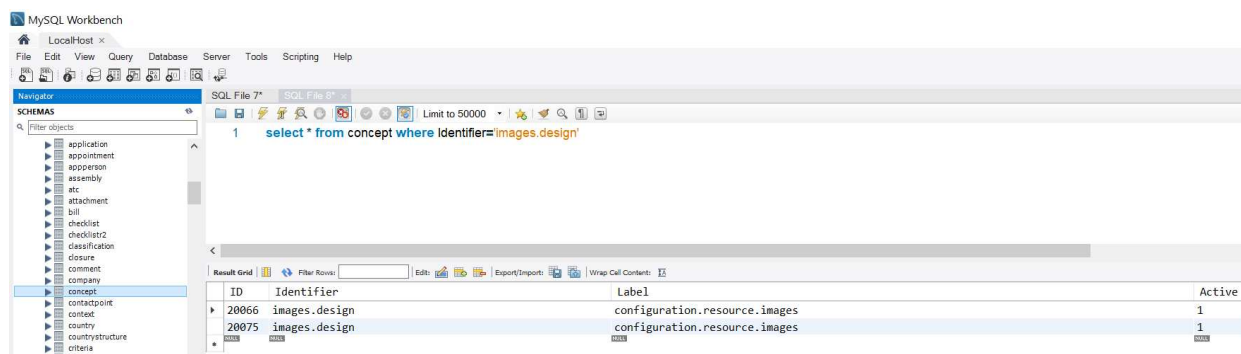 MySQL Workbench
LocalHost ×
File Edit View Query Database Server Tools Scripting Help
Navigator
SCHEMAS
Filter objects
application
appointment
appperson
assembly
atc
attachment
bill
checklist
checklistr2
classification
closure
comment
company
concept
contactpoint
context
country
countrystructure
criteria
SQL File 7* SQL File 8* ×
Limit to 50000
1 select * from concept where Identifier='images.design'
Result Grid Filter Rows: Edit: Export/Import: Wrap Cell Content:
ID Identifier Label Active
20066 images.design configuration.resource.images 1
20075 images.design configuration.resource.images 1
NULL NULL NULL NULL